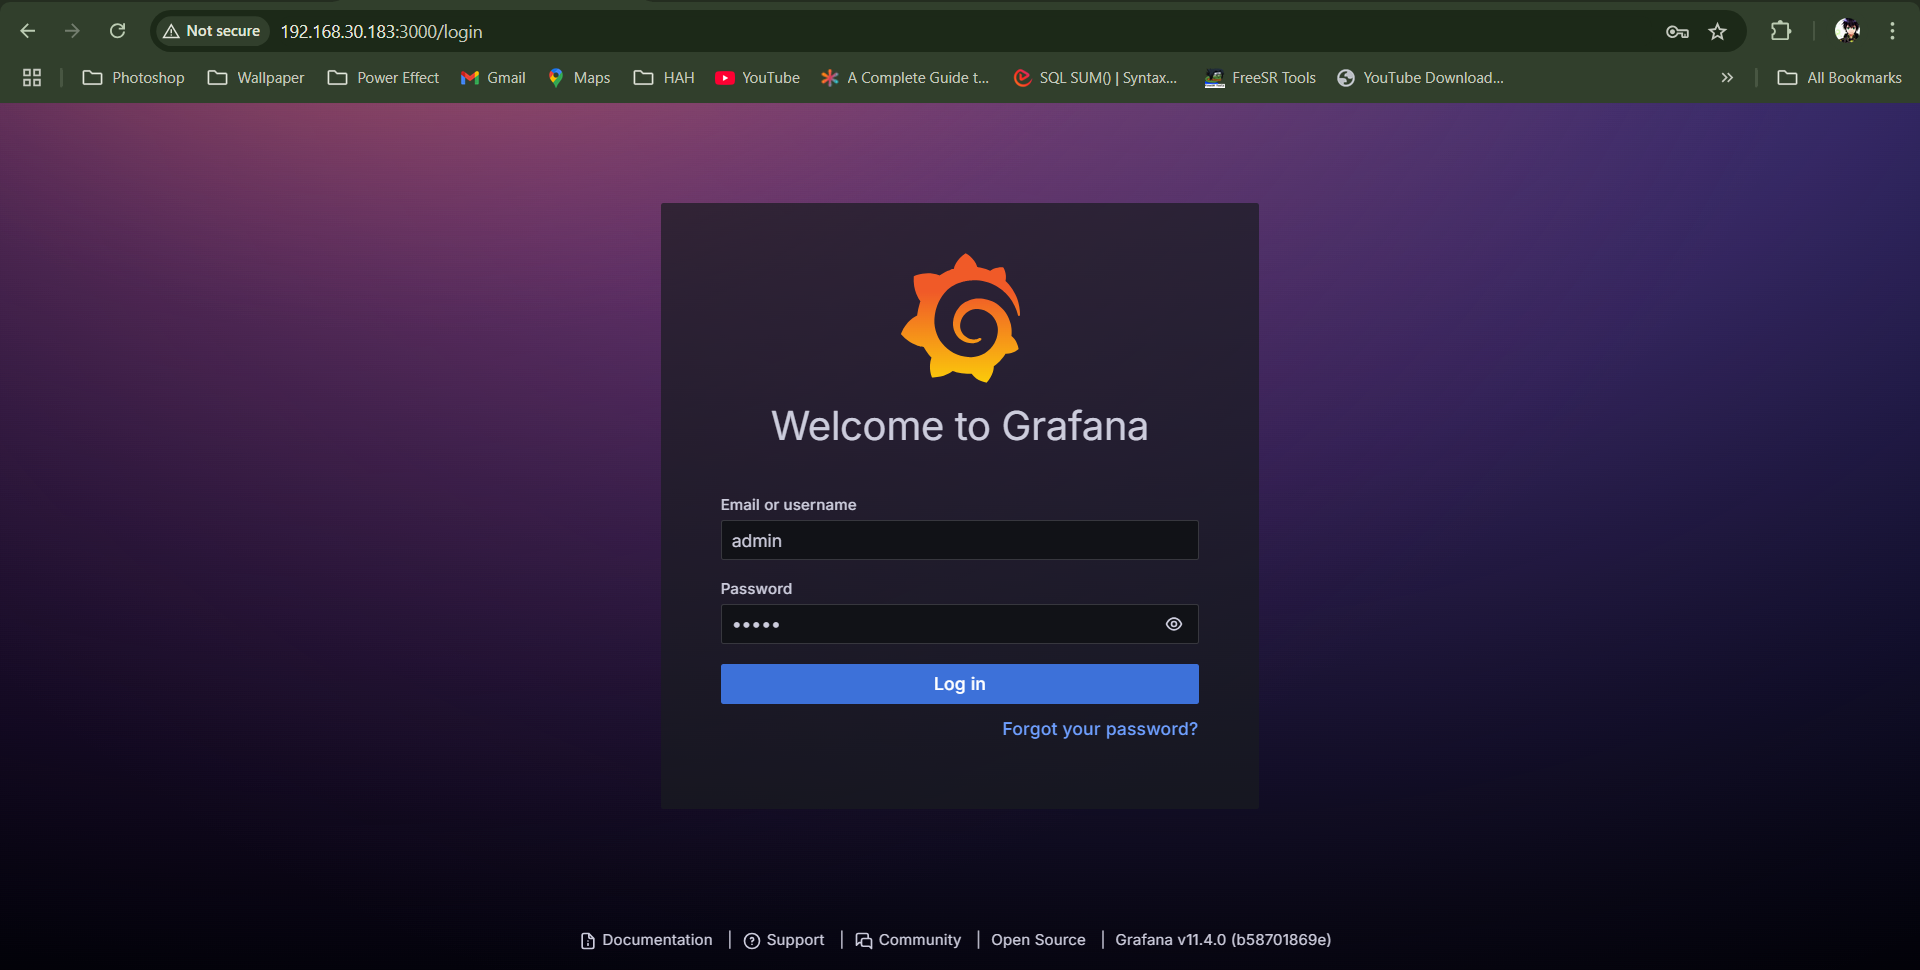 Not secure 192.168.30.183:3000/login
Photoshop Wallpaper Power Effect Gmail Maps HAH YouTube A Complete Guide t... SQL SUM() | Syntax... FreeSR Tools YouTube Download... All Bookmarks
Welcome to Grafana
Email or username
admin
Password
•••••
Log in
Forgot your password?
Documentation | Support | Community | Open Source | Grafana v11.4.0 (b58701869e)